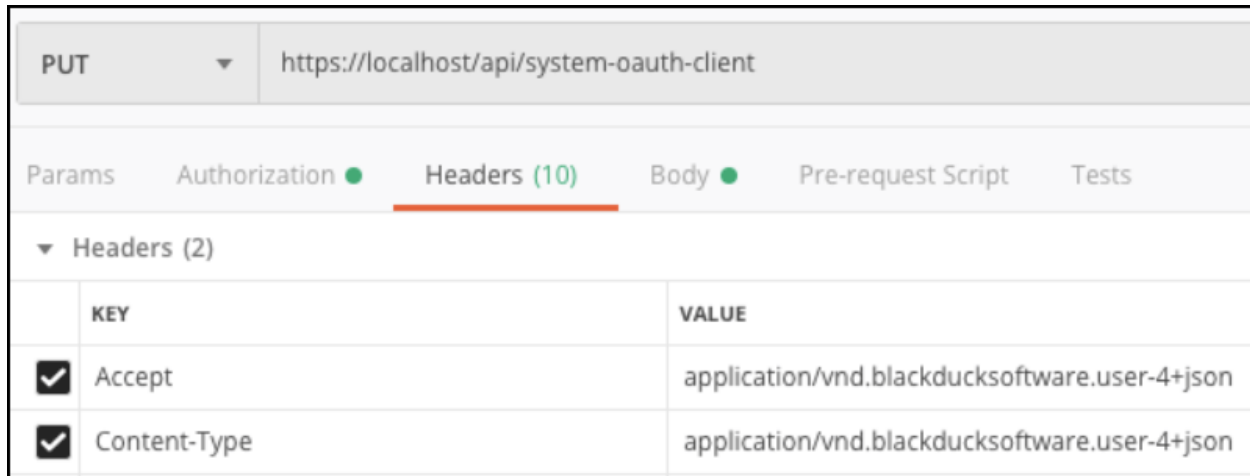 PUT https://localhost/api/system-oauth-client
Params Authorization Headers (10) Body Pre-request Script Tests
Headers (2)
KEY VALUE
Accept application/vnd.blackducksoftware.user-4+json
Content-Type application/vnd.blackducksoftware.user-4+json